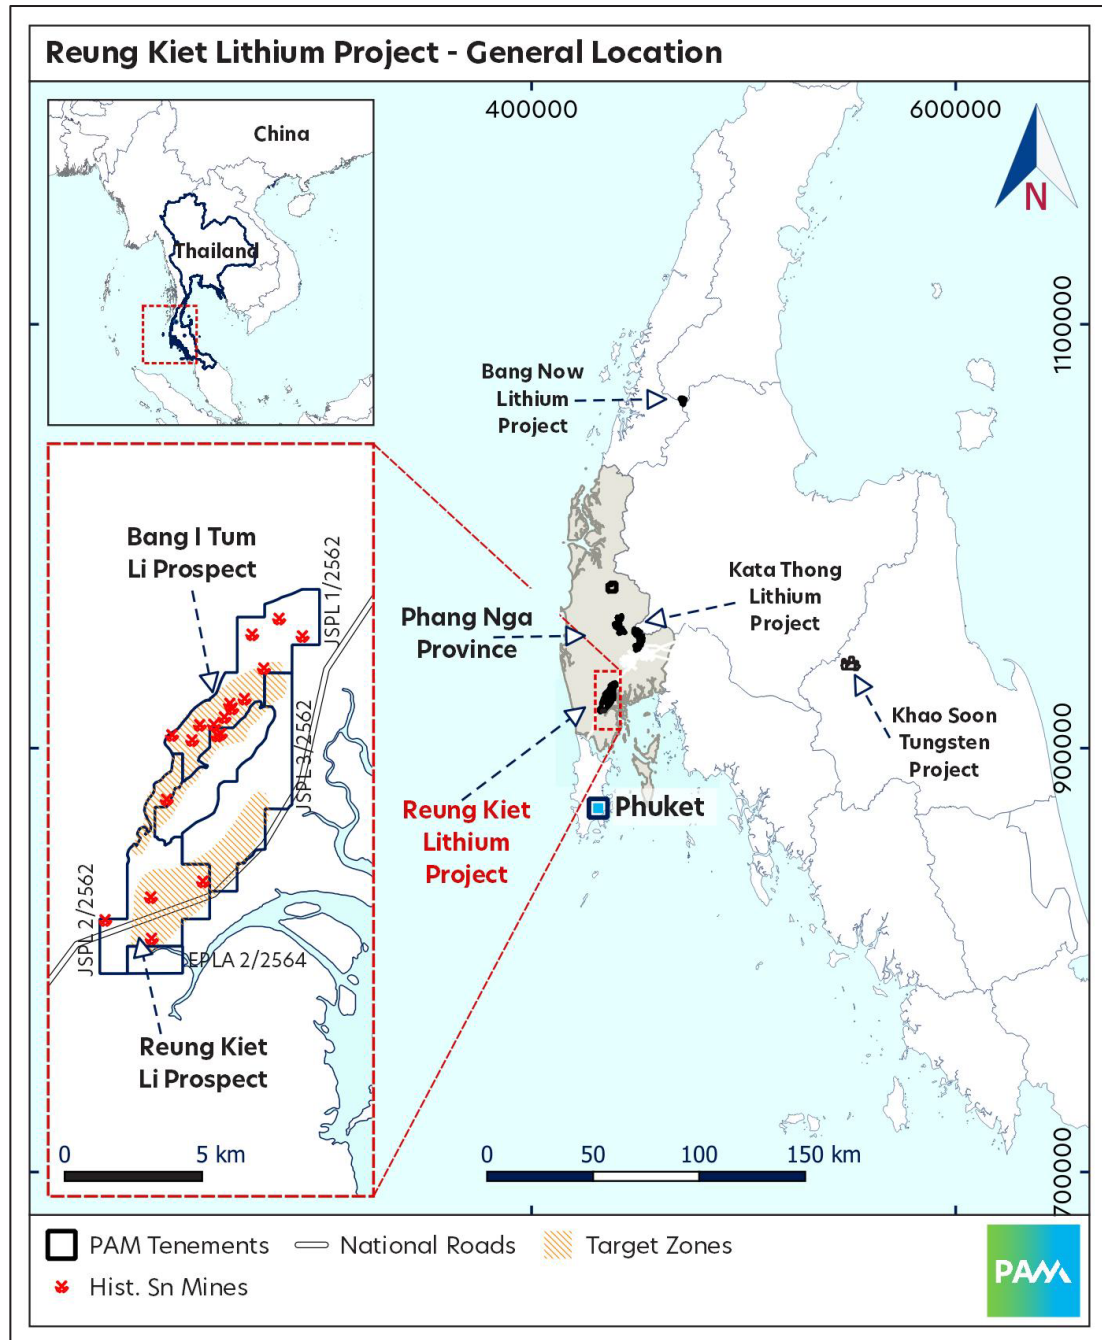 Reung Kiet Lithium Project - General Location
400000
600000
China
Thailand
N
1100000
Bang Now
Lithium
Project
Bang I Tum
Li Prospect
JSPL 1/2562
Kata Thong
Lithium
Project
Phang Nga
Province
Khao Soon
Tungsten
Project
JSPL 3/2562
900000
Reung Kiet
Lithium
Project
Phuket
JSPL 2/2562
EPLA 2/2564
Reung Kiet
Li Prospect
0 5 km
0 50 100 150 km
700000
PAM Tenements
National Roads
Target Zones
Hist. Sn Mines
PAM